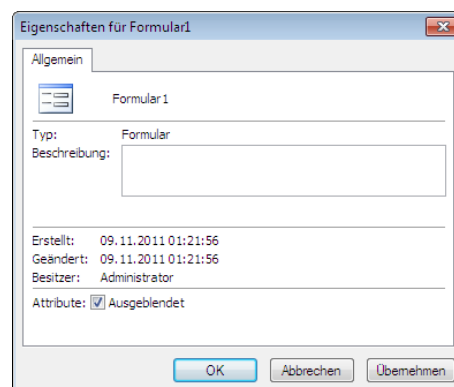 Eigenschaften für Formular1
Allgemein
Formular1
Typ: Formular
Beschreibung:
Erstellt: 09.11.2011 01:21:56
Geändert: 09.11.2011 01:21:56
Besitzer: Administrator
Attribute: Ausgeblendet
OK Abbrechen Übernehmen